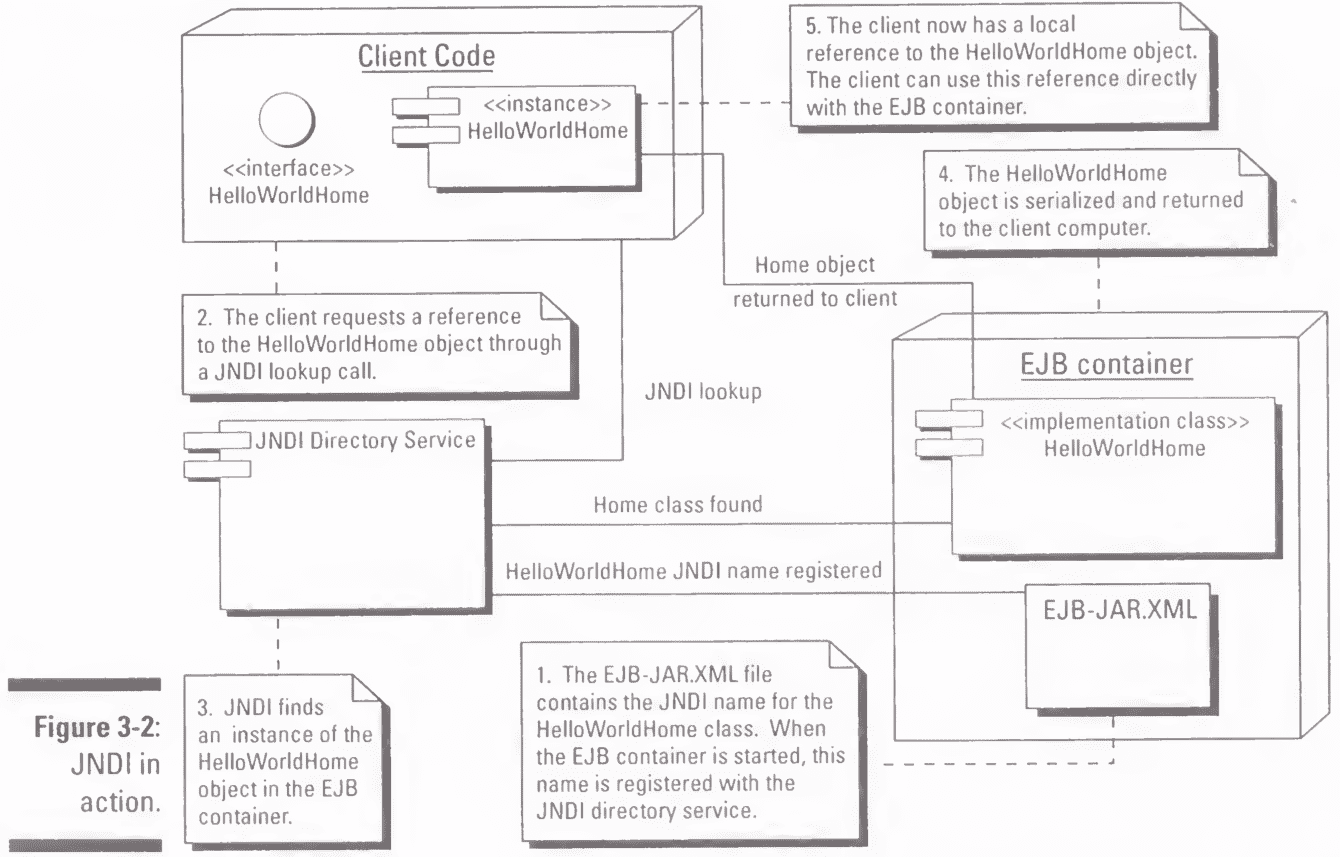 Client Code
<<interface>>
HelloWorldHome
<<instance>>
HelloWorldHome
5. The client now has a local
reference to the HelloWorldHome object.
The client can use this reference directly
with the EJB container.
4. The HelloWorldHome
object is serialized and returned
to the client computer.
Home object
returned to client
2. The client requests a reference
to the HelloWorldHome object through
a JNDI lookup call.
JNDI lookup
EJB container
<<implementation class>>
HelloWorldHome
JNDI Directory Service
Home class found
HelloWorldHome JNDI name registered
EJB-JAR.XML
1. The EJB-JAR.XML file
contains the JNDI name for the
HelloWorldHome class. When
the EJB container is started, this
name is registered with the
JNDI directory service.
3. JNDI finds
an instance of the
HelloWorldHome
object in the EJB
container.
Figure 3-2:
JNDI in
action.